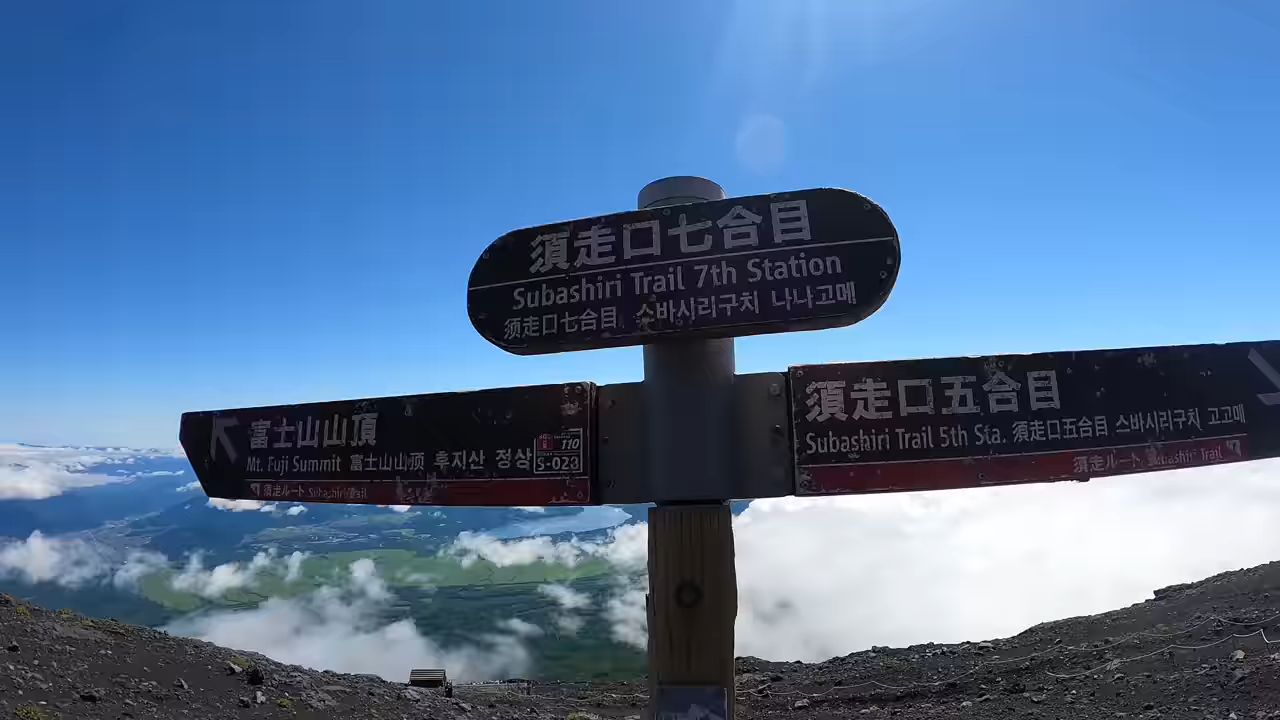 須走口七合目
Subashiri Trail 7th Station
须走口七合目 스바시리구치 나나고메
富士山山頂
Mt. Fuji Summit 富士山山顶 후지산 정상
110
S-023
須走ルート Subashiri Trail
須走口五合目
Subashiri Trail 5th Sta. 須走口五合目 스바시리구치 고고메
須走ルート Subashiri Trail